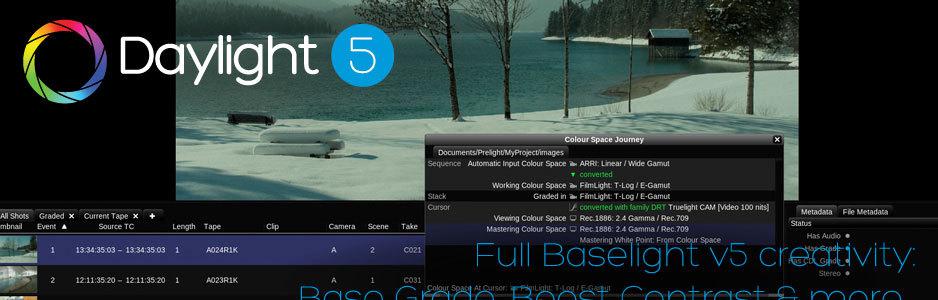 Daylight 5
Colour Space Journey
Documents/Prelight/MyProject/images
Sequence Automatic Input Colour Space ARRI: Linear / Wide Gamut
converted
Working Colour Space FilmLight: T-Log / E-Gamut
Stack Graded in FilmLight: T-Log / E-Gamut
Cursor converted with family DRT Truelight CAM [Video 100 nits]
Viewing Colour Space Rec.1886: 2.4 Gamma / Rec.709
Mastering Colour Space Rec.1886: 2.4 Gamma / Rec.709
Mastering White Point: From Colour Space
Colour Space At Cursor: FilmLight: T-Log / E-Gamut
All Shots Graded Current Tape +
mbnail Event Source TC Length Tape Clip Camera Scene Take
1 13:34:35:03 – 13:34:35:03 1 A024R1K A 2 C021
2 12:11:35:20 – 12:11:35:20 1 A023R1K A 2 C031
Metadata File Metadata
Status
Has Audio
Has Grade
Has CDL Grade
Stereo
Full Baselight v5 creativity:
Base Grade, Boost, Contrast & more